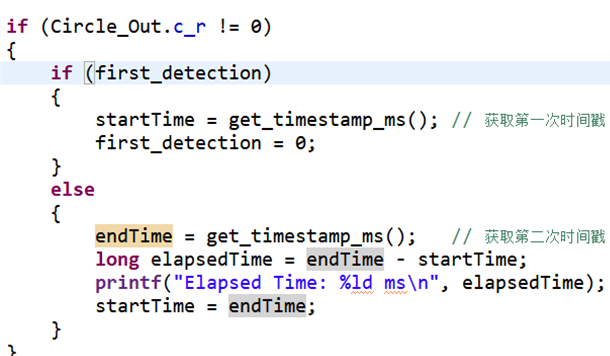 if (Circle_Out.c_r != 0)
{
    if (first_detection)
    {
        startTime = get_timestamp_ms(); // 获取第一次时间戳
        first_detection = 0;
    }
    else
    {
        endTime = get_timestamp_ms();   // 获取第二次时间戳
        long elapsedTime = endTime - startTime;
        printf("Elapsed Time: %ld ms\n", elapsedTime);
        startTime = endTime;
    }
}